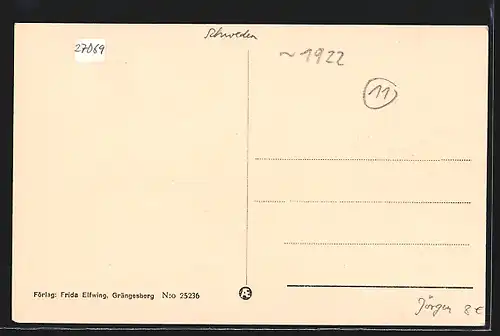 Schweden
27069
~1922
11
Förlag: Frida Elfwing, Grängesberg N:o 25236
Jörgen 8€